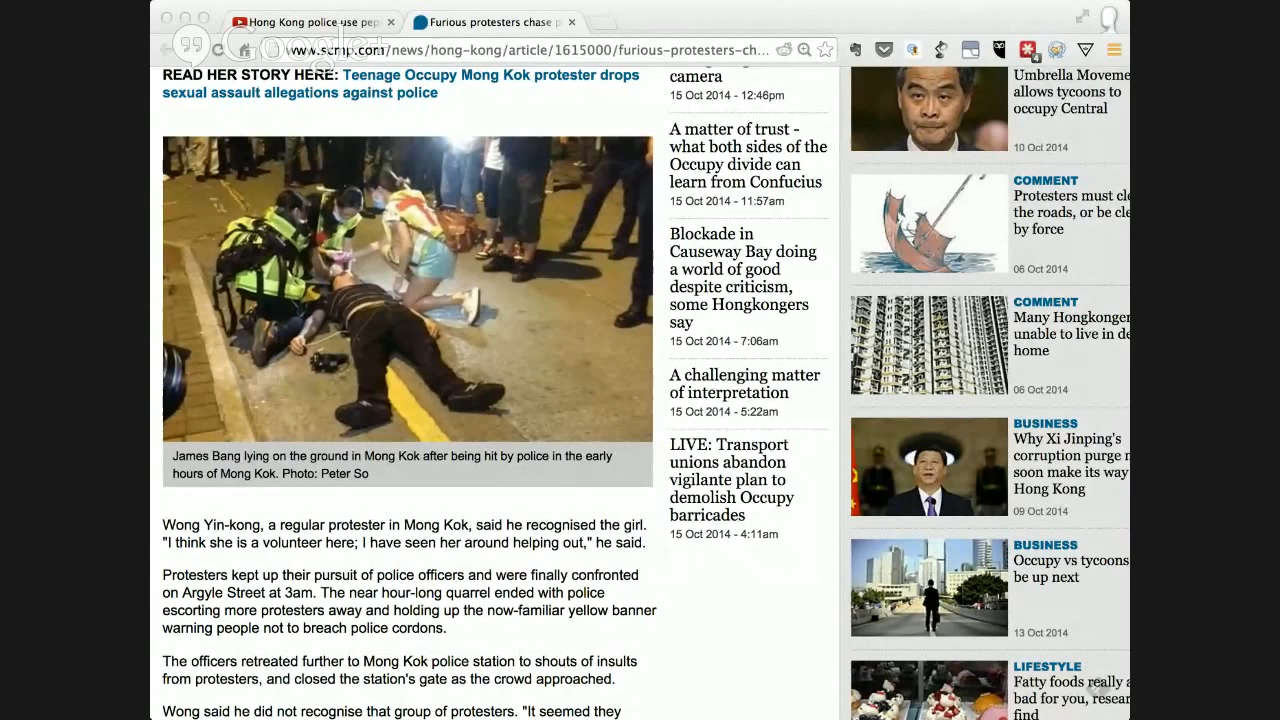 Hong Kong police use pep
Furious protesters chase p
Google+
www.scmp.com/news/hong-kong/article/1615000/furious-protesters-ch...
4
READ HER STORY HERE: Teenage Occupy Mong Kok protester drops
sexual assault allegations against police
James Bang lying on the ground in Mong Kok after being hit by police in the early
hours of Mong Kok. Photo: Peter So
Wong Yin-kong, a regular protester in Mong Kok, said he recognised the girl.
"I think she is a volunteer here; I have seen her around helping out," he said.
Protesters kept up their pursuit of police officers and were finally confronted
on Argyle Street at 3am. The near hour-long quarrel ended with police
escorting more protesters away and holding up the now-familiar yellow banner
warning people not to breach police cordons.
The officers retreated further to Mong Kok police station to shouts of insults
from protesters, and closed the station's gate as the crowd approached.
Wong said he did not recognise that group of protesters. "It seemed they
camera
15 Oct 2014 - 12:46pm
A matter of trust -
what both sides of the
Occupy divide can
learn from Confucius
15 Oct 2014 - 11:57am
Blockade in
Causeway Bay doing
a world of good
despite criticism,
some Hongkongers
say
15 Oct 2014 - 7:06am
A challenging matter
of interpretation
15 Oct 2014 - 5:22am
LIVE: Transport
unions abandon
vigilante plan to
demolish Occupy
barricades
15 Oct 2014 - 4:11am
Umbrella Moveme
allows tycoons to
occupy Central
10 Oct 2014
COMMENT
Protesters must cle
the roads, or be cle
by force
06 Oct 2014
COMMENT
Many Hongkonger
unable to live in de
home
06 Oct 2014
BUSINESS
Why Xi Jinping's
corruption purge m
soon make its way
Hong Kong
09 Oct 2014
BUSINESS
Occupy vs tycoons
be up next
13 Oct 2014
LIFESTYLE
Fatty foods really a
bad for you, resear
find